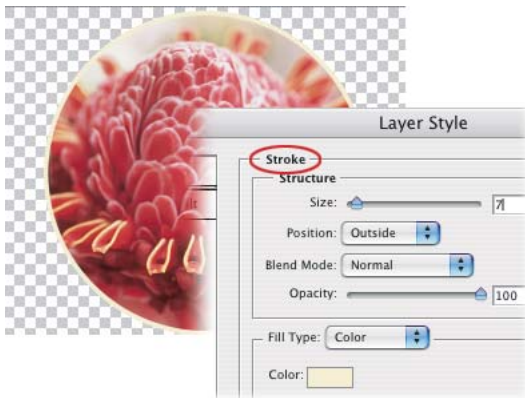 Layer Style
Stroke
Structure
Size: 7
Position: Outside
Blend Mode: Normal
Opacity: 100
Fill Type: Color
Color: